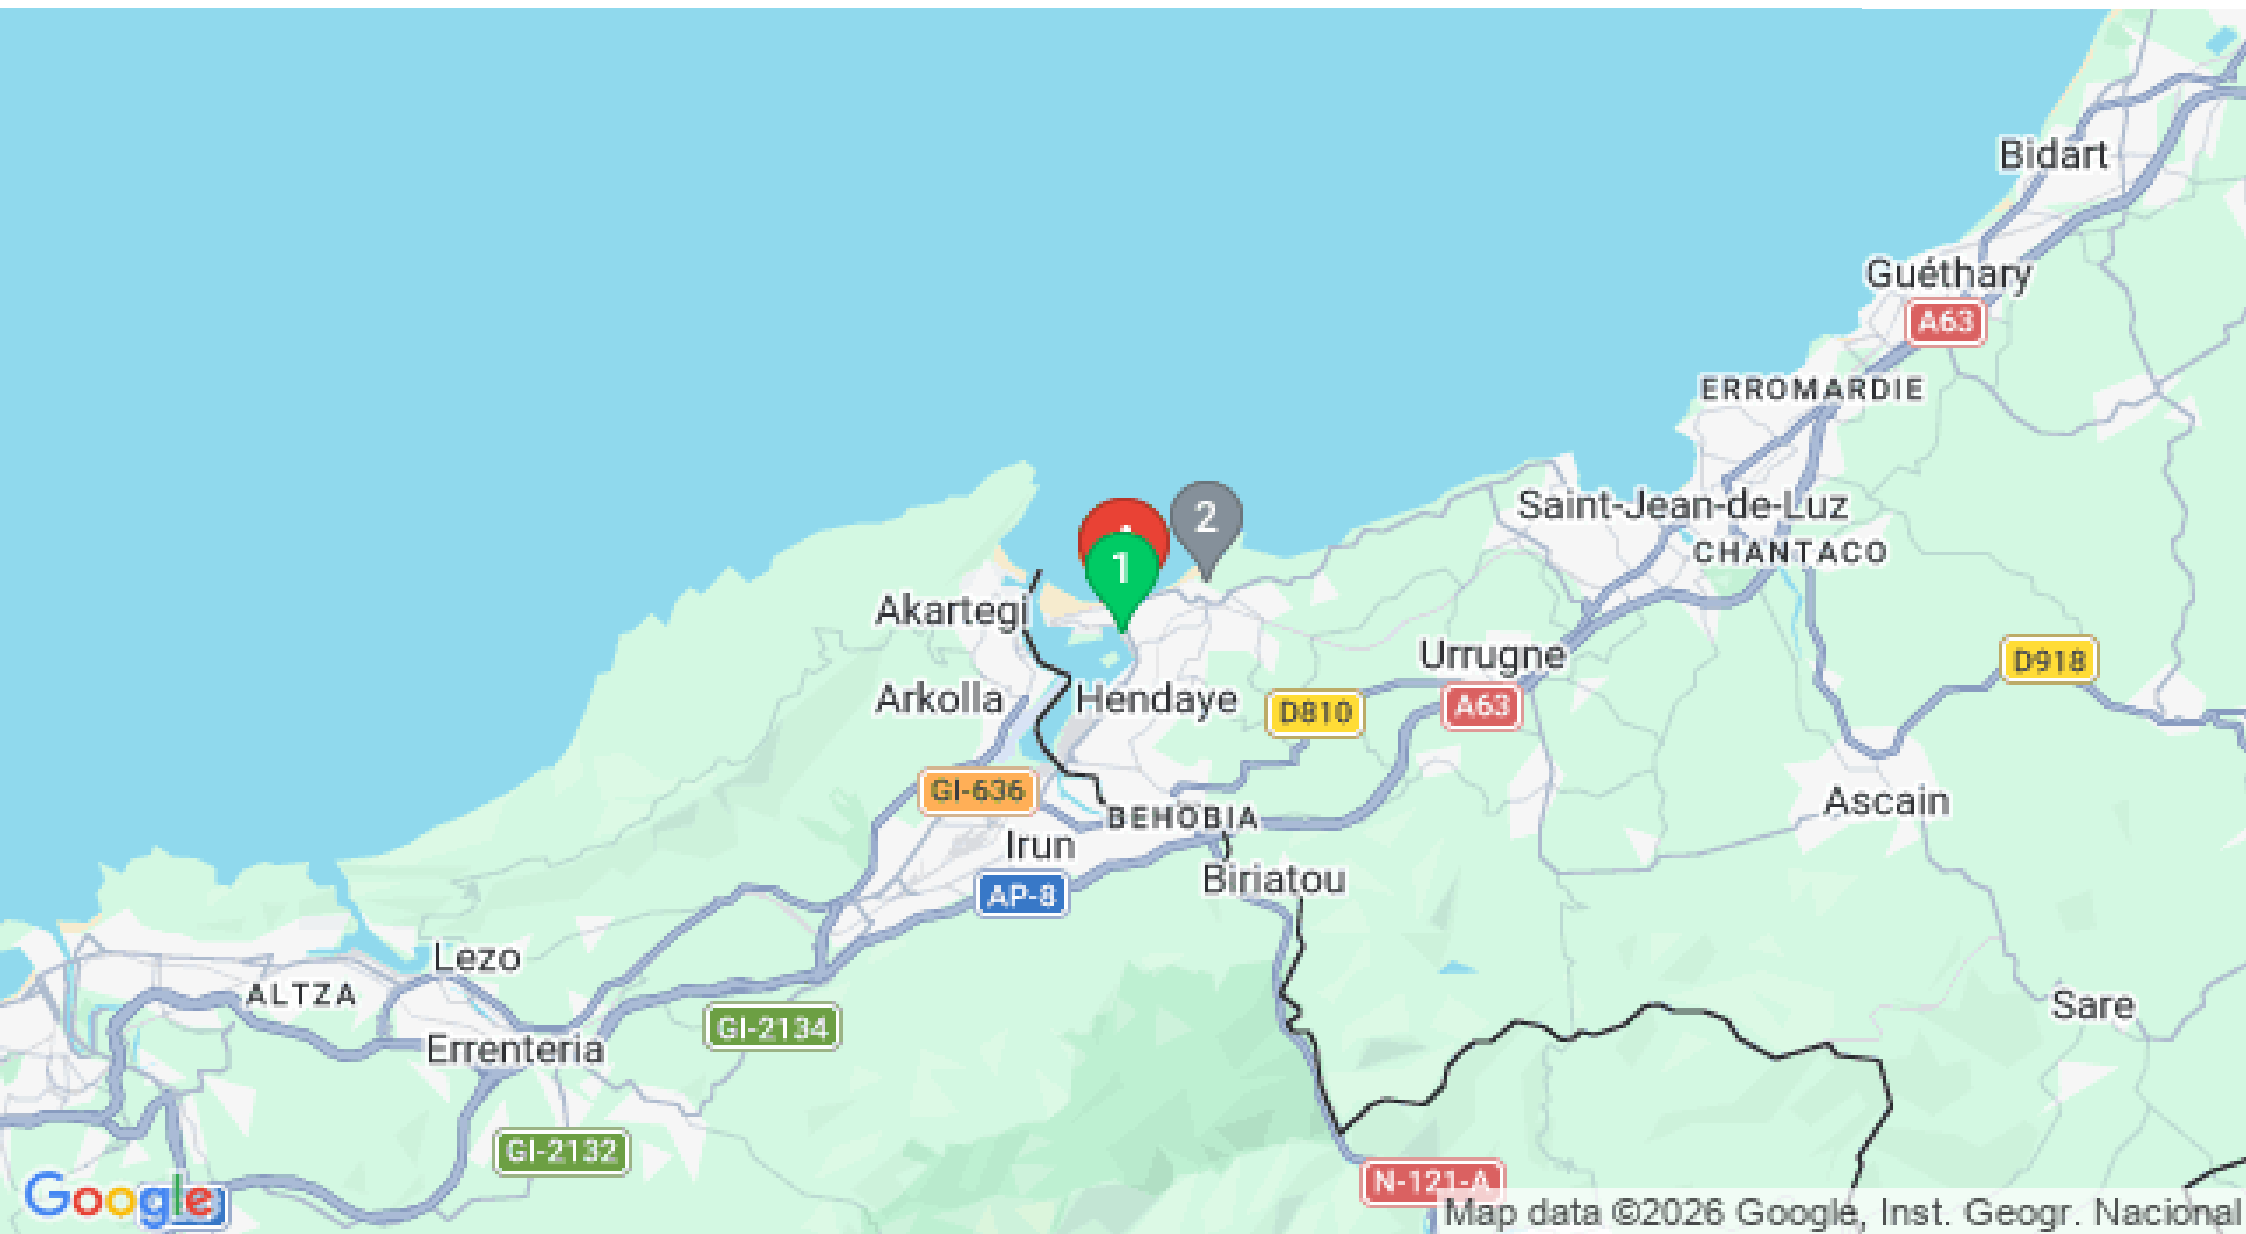 Bidart
Guéthary
A63
ERROMARDIE
2
Saint-Jean-de-Luz
1
CHANTACO
Akartegi
Urrugne
D918
Arkolla
Hendaye
D810
A63
GI-636
Ascain
BEHOBIA
Irun
Biriatou
AP-8
Lezo
ALTZA
Sare
GI-2134
Errenteria
GI-2132
N-121-A
Google
Map data ©2026 Google, Inst. Geogr. Nacional